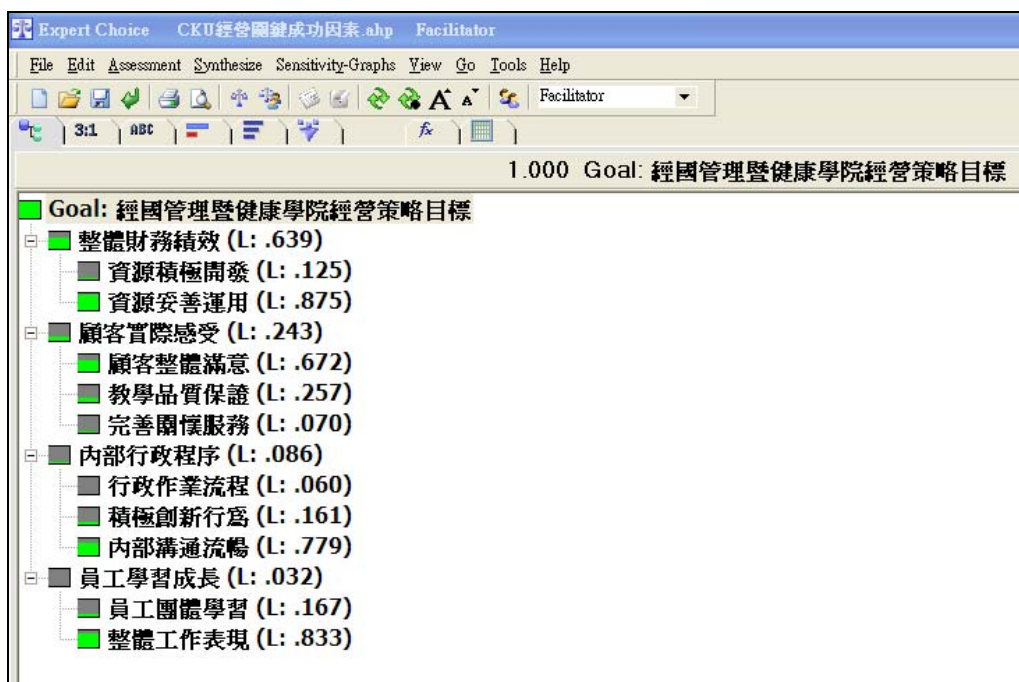 Expert Choice CKU經營關鍵成功因素.ahp Facilitator
File Edit Assessment Synthesize Sensitivity-Graphs View Go Tools Help
Facilitator
3:1 ABC fx
1.000 Goal: 經國管理暨健康學院經營策略目標
Goal: 經國管理暨健康學院經營策略目標
整體財務績效 (L: .639)
資源積極開發 (L: .125)
資源妥善運用 (L: .875)
顧客實際感受 (L: .243)
顧客整體滿意 (L: .672)
教學品質保證 (L: .257)
完善關懷服務 (L: .070)
內部行政程序 (L: .086)
行政作業流程 (L: .060)
積極創新行為 (L: .161)
內部溝通流暢 (L: .779)
員工學習成長 (L: .032)
員工團體學習 (L: .167)
整體工作表現 (L: .833)